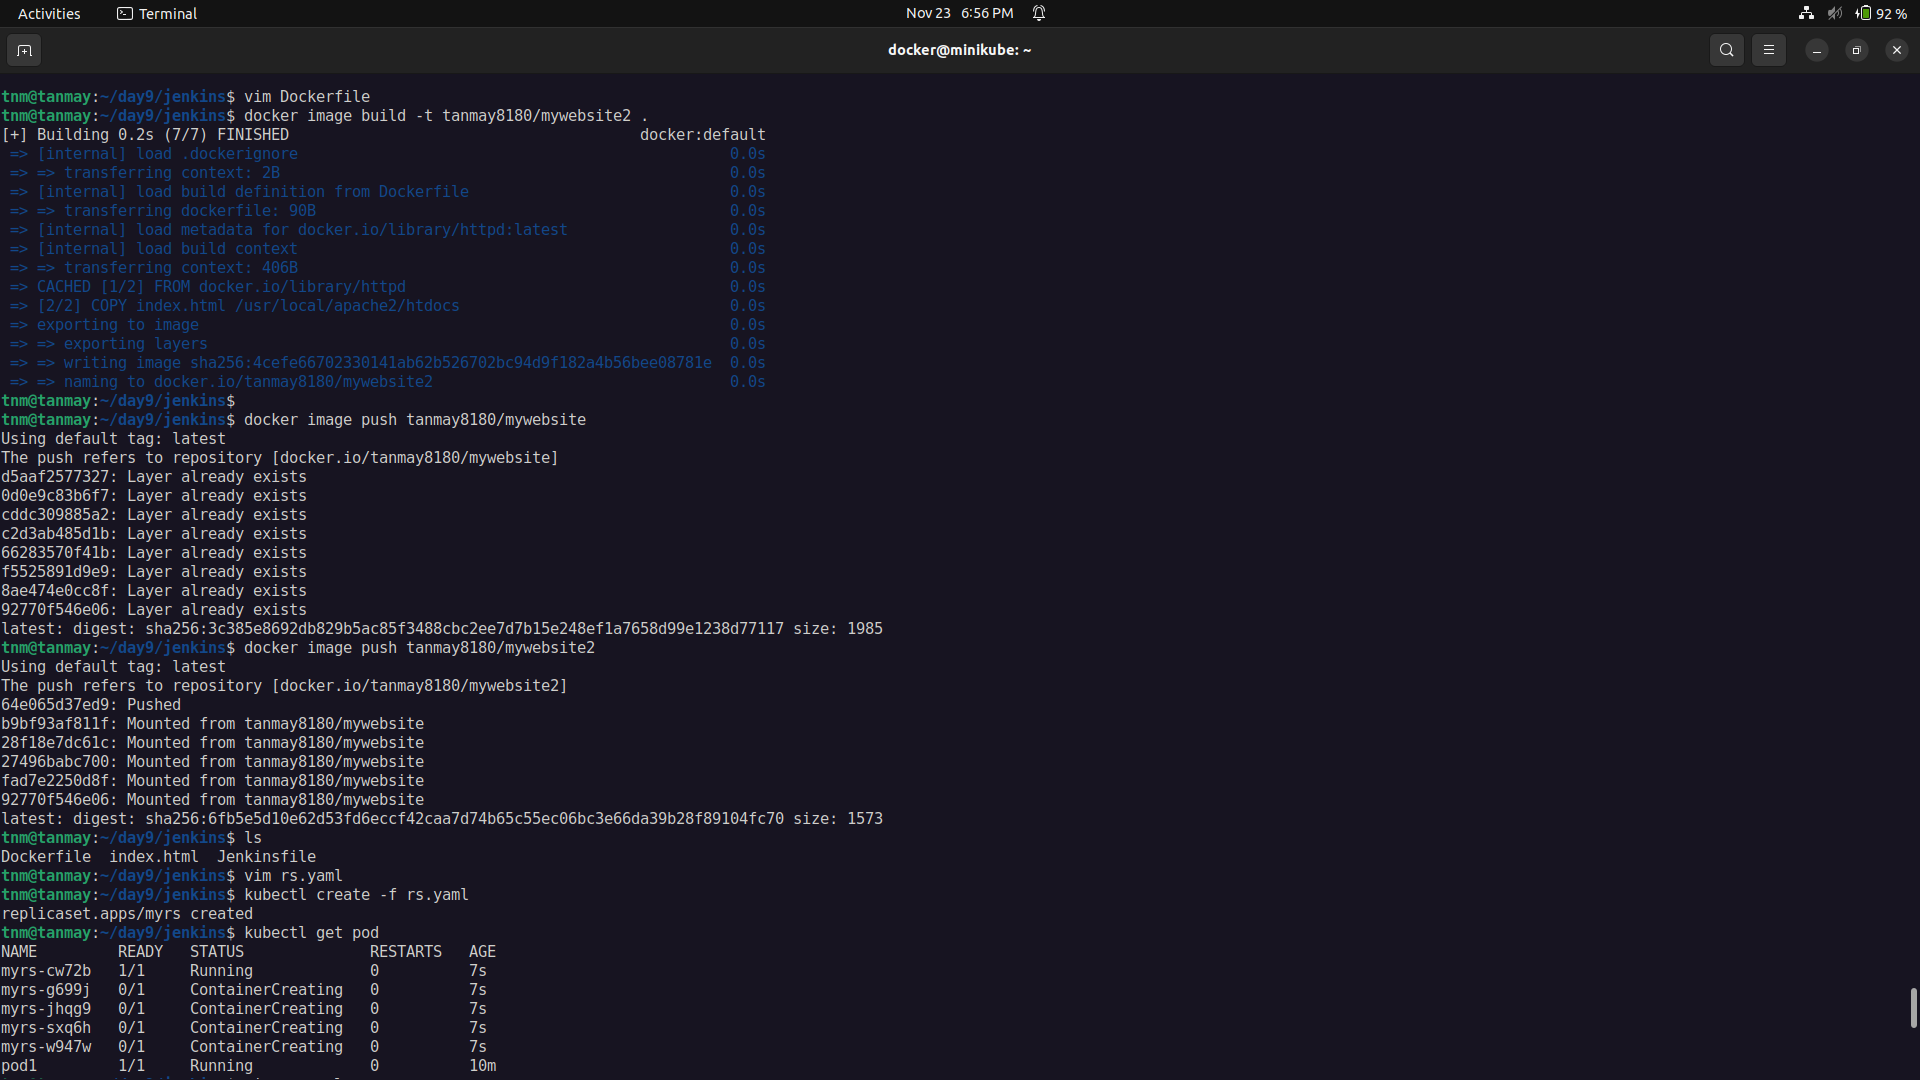 Activities
Terminal
Nov 23 6:56 PM
92 %
docker@minikube: ~
tnm@tanmay:~/day9/jenkins$ vim Dockerfile
tnm@tanmay:~/day9/jenkins$ docker image build -t tanmay8180/mywebsite2 .
[+] Building 0.2s (7/7) FINISHED docker:default
=> [internal] load .dockerignore 0.0s
=> => transferring context: 2B 0.0s
=> [internal] load build definition from Dockerfile 0.0s
=> => transferring dockerfile: 90B 0.0s
=> [internal] load metadata for docker.io/library/httpd:latest 0.0s
=> [internal] load build context 0.0s
=> => transferring context: 406B 0.0s
=> CACHED [1/2] FROM docker.io/library/httpd 0.0s
=> [2/2] COPY index.html /usr/local/apache2/htdocs 0.0s
=> exporting to image 0.0s
=> => exporting layers 0.0s
=> => writing image sha256:4cefe66702330141ab62b526702bc94d9f182a4b56bee08781e 0.0s
=> => naming to docker.io/tanmay8180/mywebsite2 0.0s
tnm@tanmay:~/day9/jenkins$
tnm@tanmay:~/day9/jenkins$ docker image push tanmay8180/mywebsite
Using default tag: latest
The push refers to repository [docker.io/tanmay8180/mywebsite]
d5aaf2577327: Layer already exists
0d0e9c83b6f7: Layer already exists
cddc309885a2: Layer already exists
c2d3ab485d1b: Layer already exists
66283570f41b: Layer already exists
f5525891d9e9: Layer already exists
8ae474e0cc8f: Layer already exists
92770f546e06: Layer already exists
latest: digest: sha256:3c385e8692db829b5ac85f3488cbc2ee7d7b15e248ef1a7658d99e1238d77117 size: 1985
tnm@tanmay:~/day9/jenkins$ docker image push tanmay8180/mywebsite2
Using default tag: latest
The push refers to repository [docker.io/tanmay8180/mywebsite2]
64e065d37ed9: Pushed
b9bf93af811f: Mounted from tanmay8180/mywebsite
28f18e7dc61c: Mounted from tanmay8180/mywebsite
27496babc700: Mounted from tanmay8180/mywebsite
fad7e2250d8f: Mounted from tanmay8180/mywebsite
92770f546e06: Mounted from tanmay8180/mywebsite
latest: digest: sha256:6fb5e5d10e62d53fd6eccf42caa7d74b65c55ec06bc3e66da39b28f89104fc70 size: 1573
tnm@tanmay:~/day9/jenkins$ ls
Dockerfile index.html Jenkinsfile
tnm@tanmay:~/day9/jenkins$ vim rs.yaml
tnm@tanmay:~/day9/jenkins$ kubectl create -f rs.yaml
replicaset.apps/myrs created
tnm@tanmay:~/day9/jenkins$ kubectl get pod
NAME READY STATUS RESTARTS AGE
myrs-cw72b 1/1 Running 0 7s
myrs-g699j 0/1 ContainerCreating 0 7s
myrs-jhqg9 0/1 ContainerCreating 0 7s
myrs-sxq6h 0/1 ContainerCreating 0 7s
myrs-w947w 0/1 ContainerCreating 0 7s
pod1 1/1 Running 0 10m